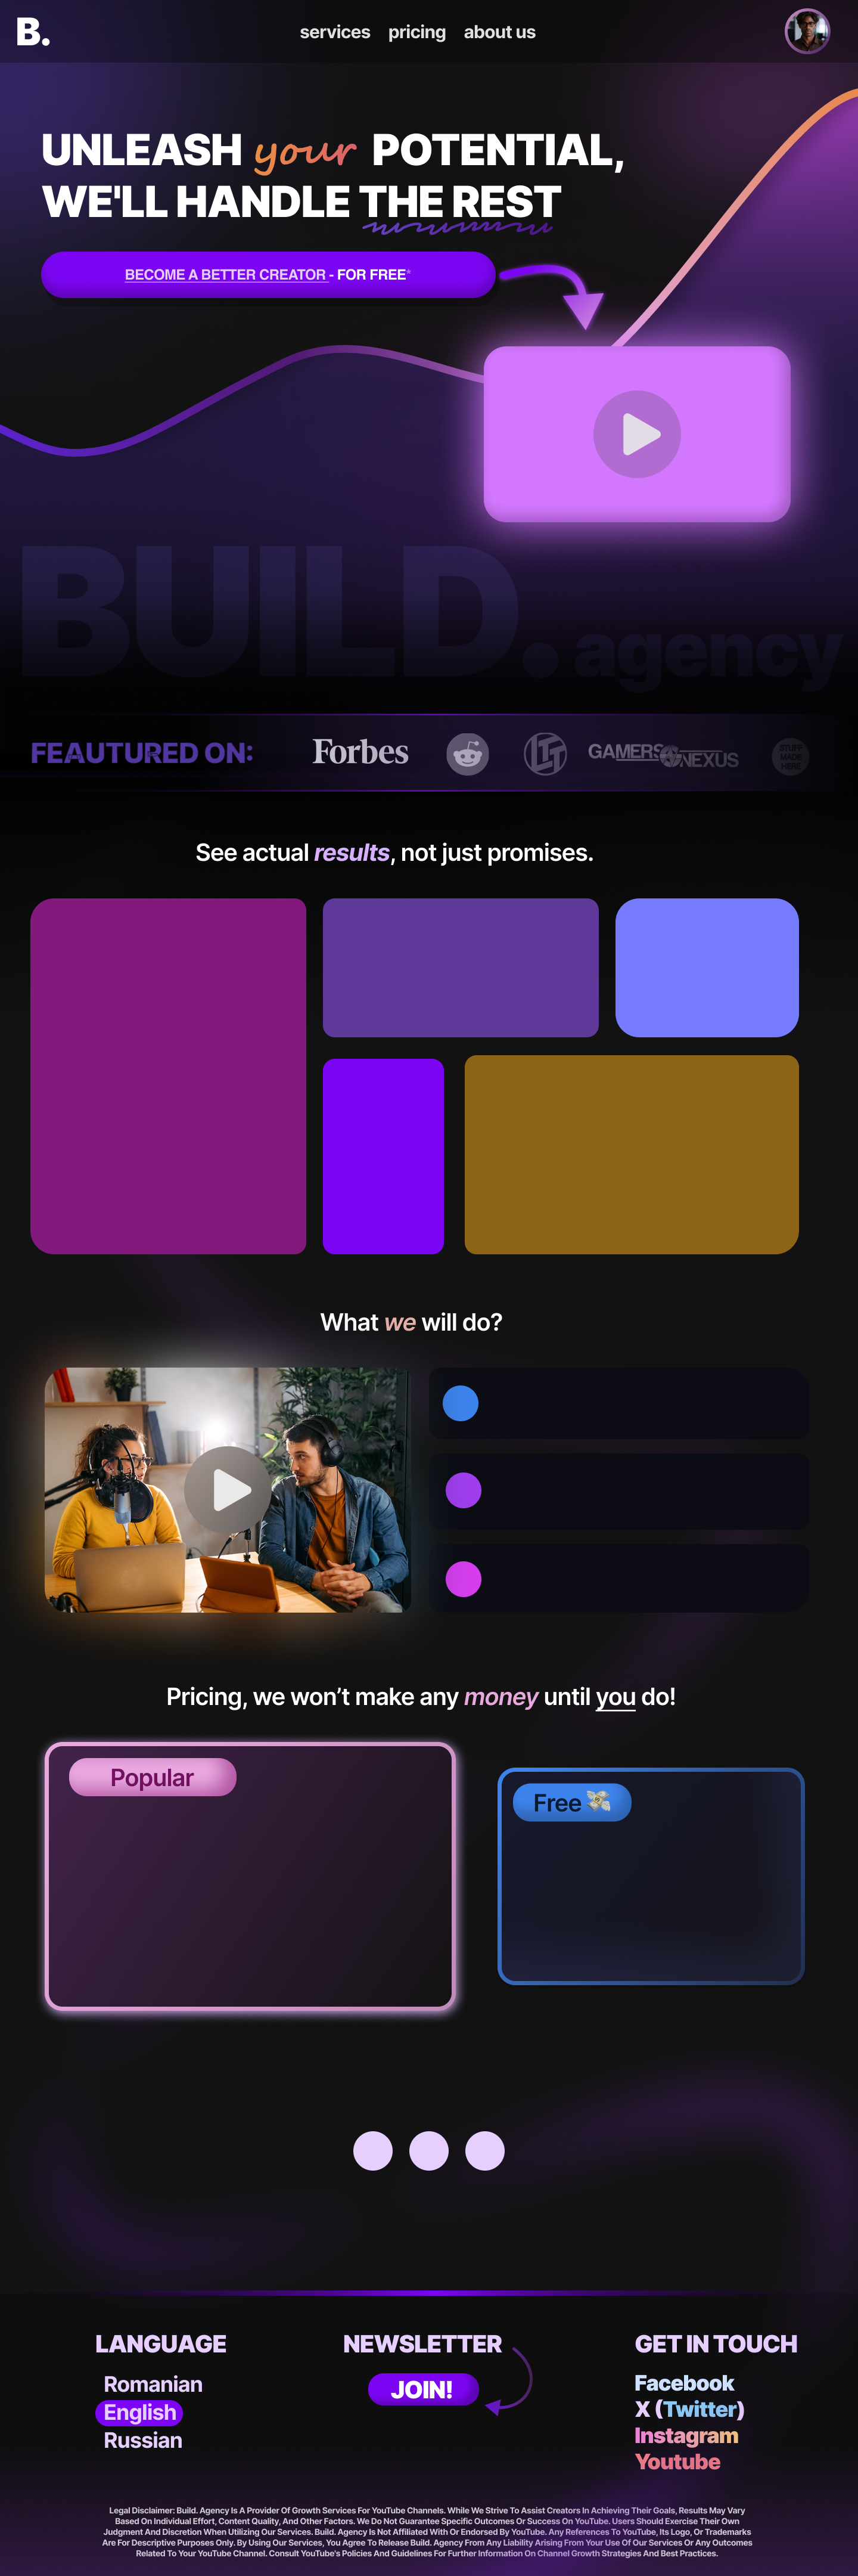 B.
services pricing about us
UNLEASH your POTENTIAL,
WE'LL HANDLE THE REST
BECOME A BETTER CREATOR - FOR FREE*
BUILD. agency
FEAUTURED ON:
Forbes
LTT
GAMERS NEXUS
STUFF
MADE
HERE
See actual results, not just promises.
What we will do?
Pricing, we won’t make any money until you do!
Popular
Free 💸
LANGUAGE
Romanian
English
Russian
NEWSLETTER
JOIN!
GET IN TOUCH
Facebook
X (Twitter)
Instagram
Youtube
Legal Disclaimer: Build. Agency Is A Provider Of Growth Services For YouTube Channels. While We Strive To Assist Creators In Achieving Their Goals, Results May Vary
Based On Individual Effort, Content Quality, And Other Factors. We Do Not Guarantee Specific Outcomes Or Success On YouTube. Users Should Exercise Their Own
Judgment And Discretion When Utilizing Our Services. Build. Agency Is Not Affiliated With Or Endorsed By YouTube. Any References To YouTube, Its Logo, Or Trademarks
Are For Descriptive Purposes Only. By Using Our Services, You Agree To Release Build. Agency From Any Liability Arising From Your Use Of Our Services Or Any Outcomes
Related To Your YouTube Channel. Consult YouTube's Policies And Guidelines For Further Information On Channel Growth Strategies And Best Practices.